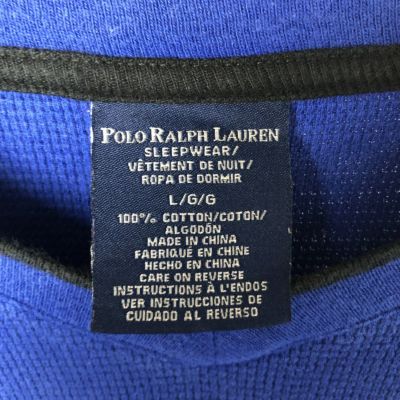 POLO RALPH LAUREN
SLEEPWEAR/
VÊTEMENT DE NUIT/
ROPA DE DORMIR
L/G/G
100% COTTON/COTON/
ALGODÓN
MADE IN CHINA
FABRIQUÉ EN CHINE
HECHO EN CHINA
CARE ON REVERSE
INSTRUCTIONS À L'ENDOS
VER INSTRUCCIONES DE
CUIDADO AL REVERSO